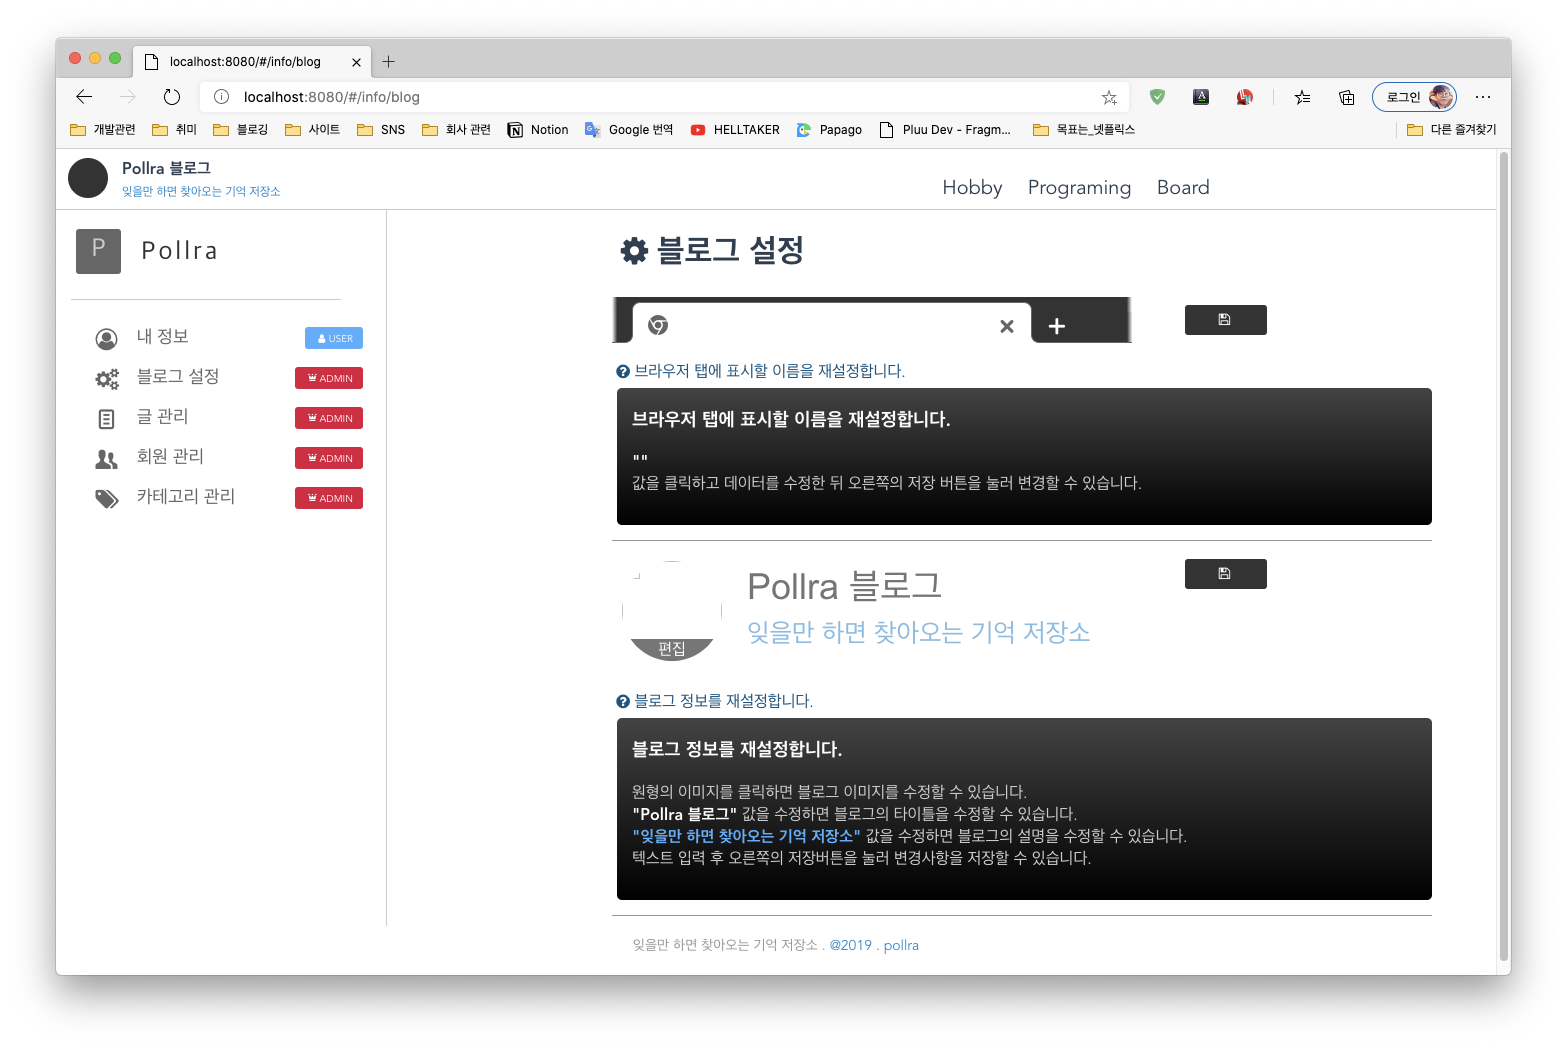 localhost:8080/#/info/blog
localhost:8080/#/info/blog
로그인
개발관련 취미 블로깅 사이트 SNS 회사 관련 Notion Google 번역 HELLTAKER Papago Pluu Dev - Fragm... 목표는_넷플릭스 다른 즐겨찾기
Pollra 블로그
잊을만 하면 찾아오는 기억 저장소
Hobby Programing Board
P Pollra
내 정보 USER
블로그 설정 ADMIN
글 관리 ADMIN
회원 관리 ADMIN
카테고리 관리 ADMIN
블로그 설정
브라우저 탭에 표시할 이름을 재설정합니다.
브라우저 탭에 표시할 이름을 재설정합니다.
""
값을 클릭하고 데이터를 수정한 뒤 오른쪽의 저장 버튼을 눌러 변경할 수 있습니다.
Pollra 블로그
잊을만 하면 찾아오는 기억 저장소
편집
블로그 정보를 재설정합니다.
블로그 정보를 재설정합니다.
원형의 이미지를 클릭하면 블로그 이미지를 수정할 수 있습니다.
"Pollra 블로그" 값을 수정하면 블로그의 타이틀을 수정할 수 있습니다.
"잊을만 하면 찾아오는 기억 저장소" 값을 수정하면 블로그의 설명을 수정할 수 있습니다.
텍스트 입력 후 오른쪽의 저장버튼을 눌러 변경사항을 저장할 수 있습니다.
잊을만 하면 찾아오는 기억 저장소 . @2019 . pollra